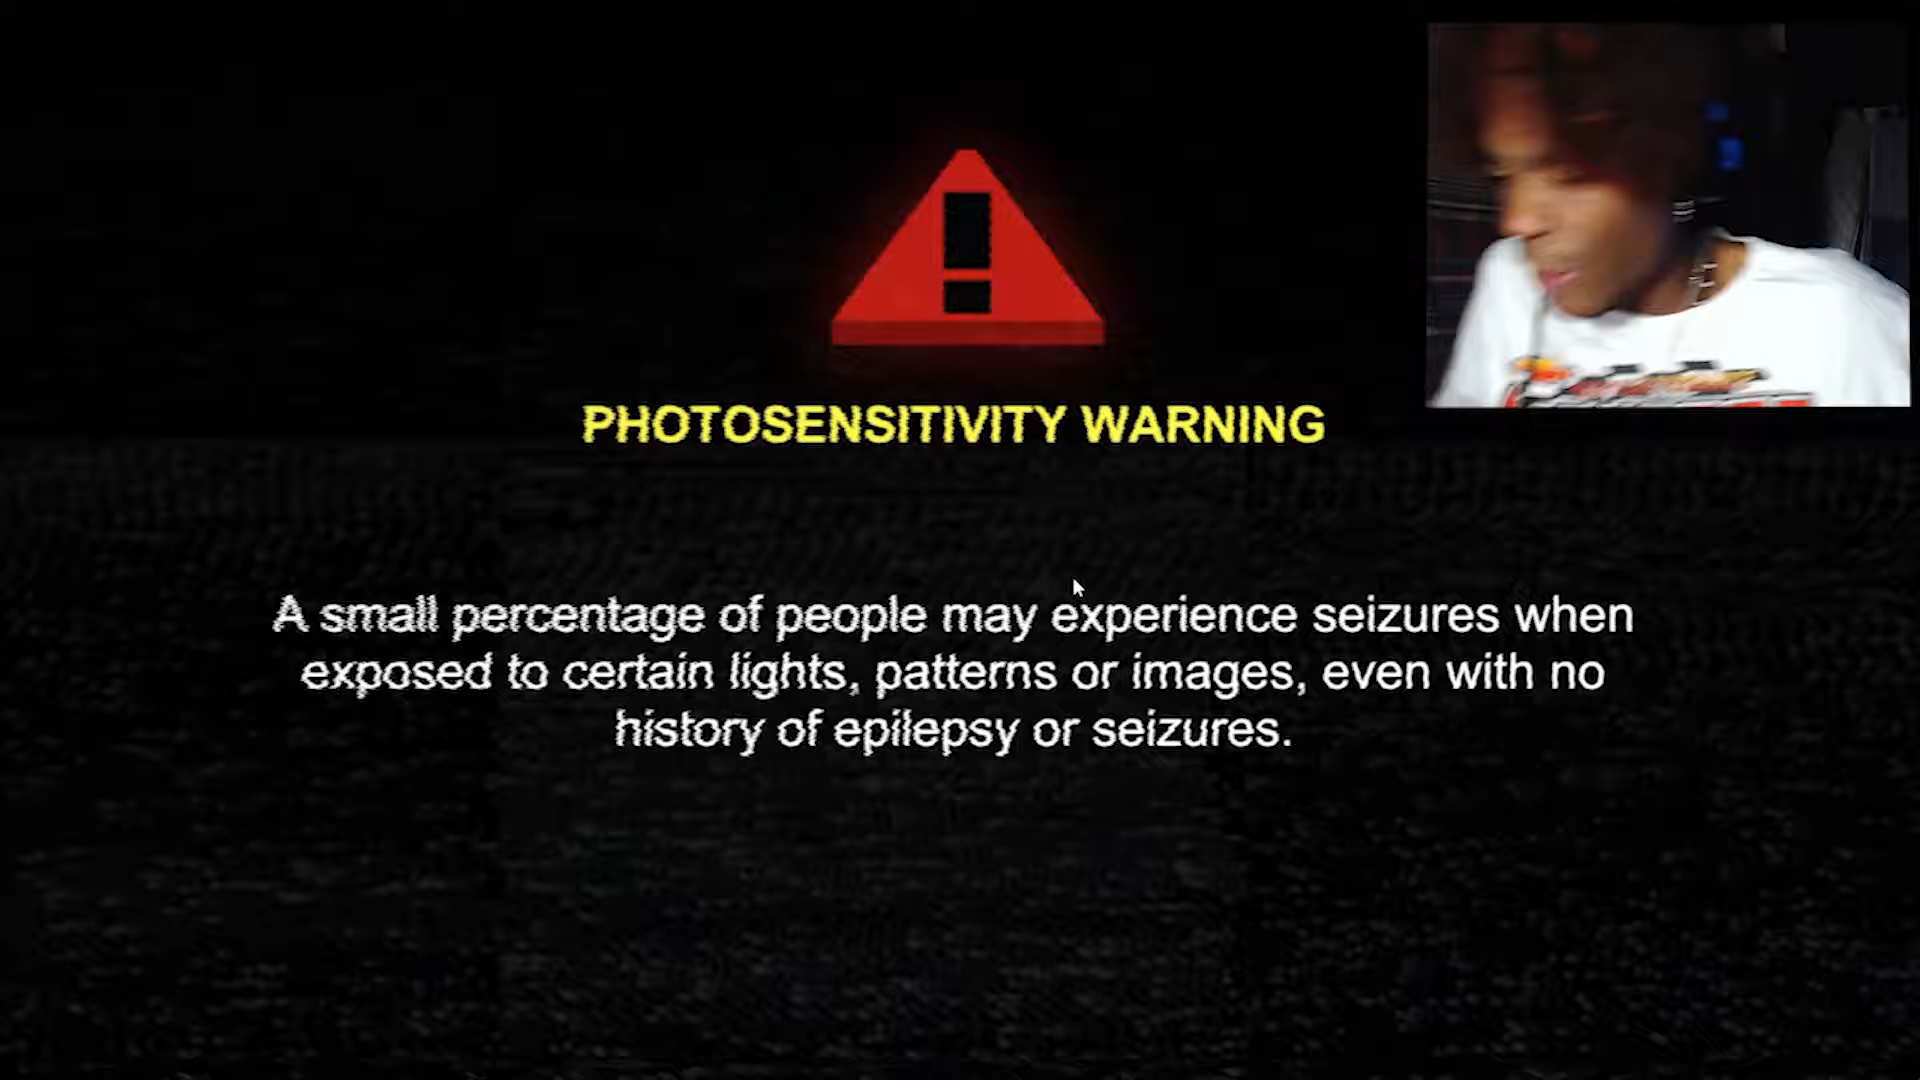 PHOTOSENSITIVITY WARNING
A small percentage of people may experience seizures when
exposed to certain lights, patterns or images, even with no
history of epilepsy or seizures.